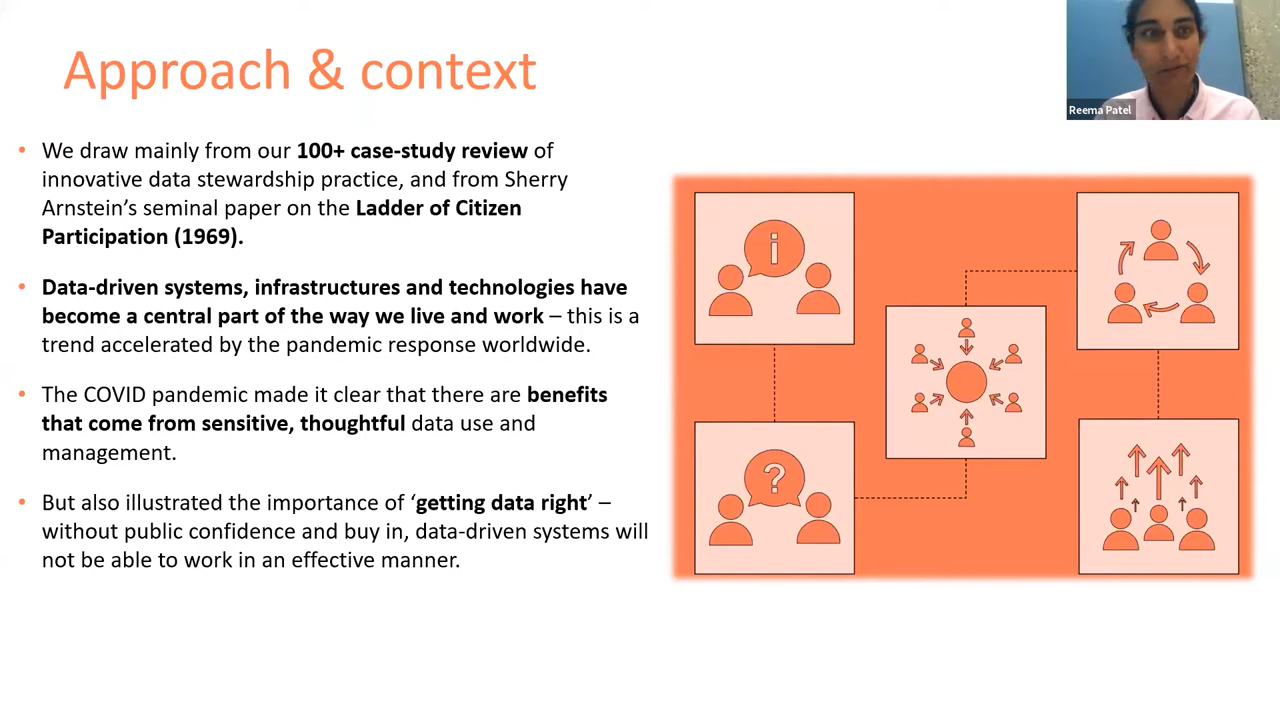 Approach & context
Reema Patel
• We draw mainly from our 100+ case-study review of
innovative data stewardship practice, and from Sherry
Arnstein’s seminal paper on the Ladder of Citizen
Participation (1969).
• Data-driven systems, infrastructures and technologies have
become a central part of the way we live and work – this is a
trend accelerated by the pandemic response worldwide.
• The COVID pandemic made it clear that there are benefits
that come from sensitive, thoughtful data use and
management.
• But also illustrated the importance of ‘getting data right’ –
without public confidence and buy in, data-driven systems will
not be able to work in an effective manner.
i
?